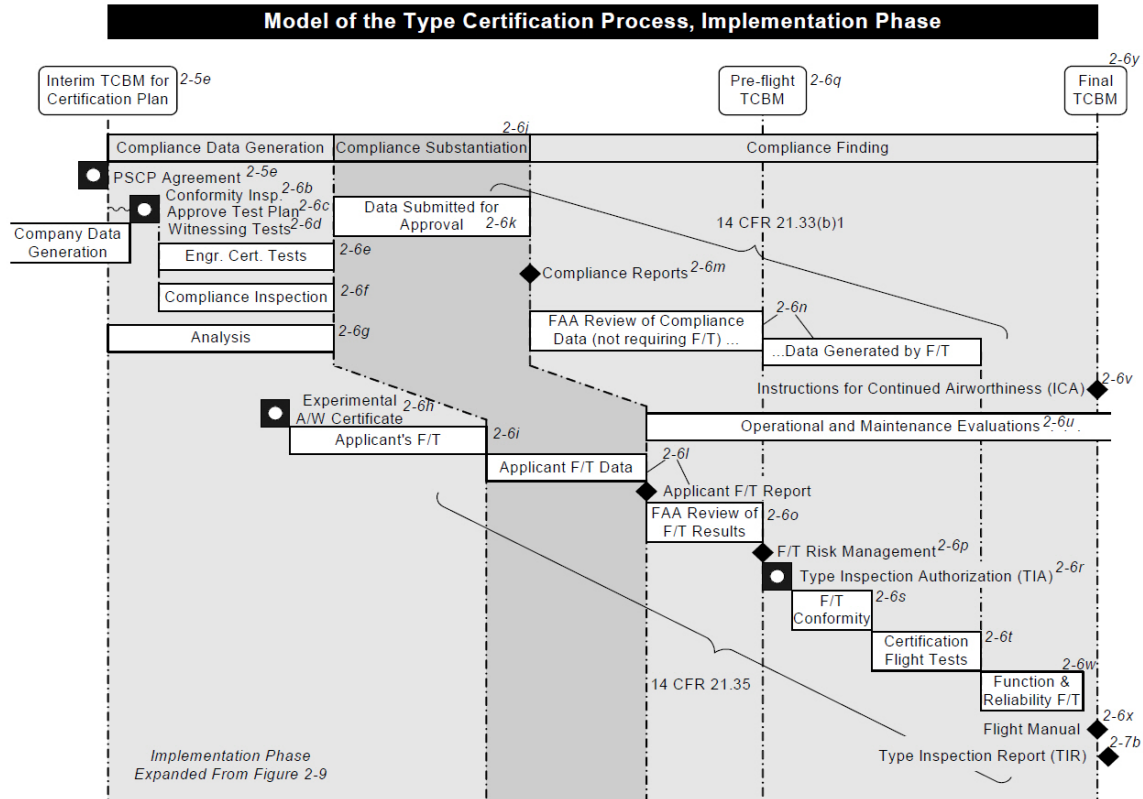 Model of the Type Certification Process, Implementation Phase
2-6y
Interim TCBM for
Certification Plan
2-5e
Pre-flight
TCBM
2-6q
Final
TCBM
2-6j
Compliance Data Generation
Compliance Substantiation
Compliance Finding
PSCP Agreement 2-5e
Conformity Insp. 2-6b
Approve Test Plan 2-6c
Witnessing Tests 2-6d
Company Data
Generation
Data Submitted for
Approval 2-6k
14 CFR 21.33(b)1
Engr. Cert. Tests
2-6e
Compliance Reports 2-6m
Compliance Inspection
2-6f
Analysis
2-6g
FAA Review of Compliance
Data (not requiring F/T) ...
2-6n
...Data Generated by F/T
2-6v
Instructions for Continued Airworthiness (ICA)
Experimental
A/W Certificate
2-6h
Operational and Maintenance Evaluations 2-6u . .
Applicant's F/T
2-6i
Applicant F/T Data
2-6l
Applicant F/T Report
FAA Review of
F/T Results
2-6o
F/T Risk Management 2-6p
Type Inspection Authorization (TIA) 2-6r
F/T
Conformity
2-6s
Certification
Flight Tests
2-6t
2-6w
Function &
Reliability F/T
14 CFR 21.35
2-6x
Flight Manual
2-7b
Type Inspection Report (TIR)
Implementation Phase
Expanded From Figure 2-9